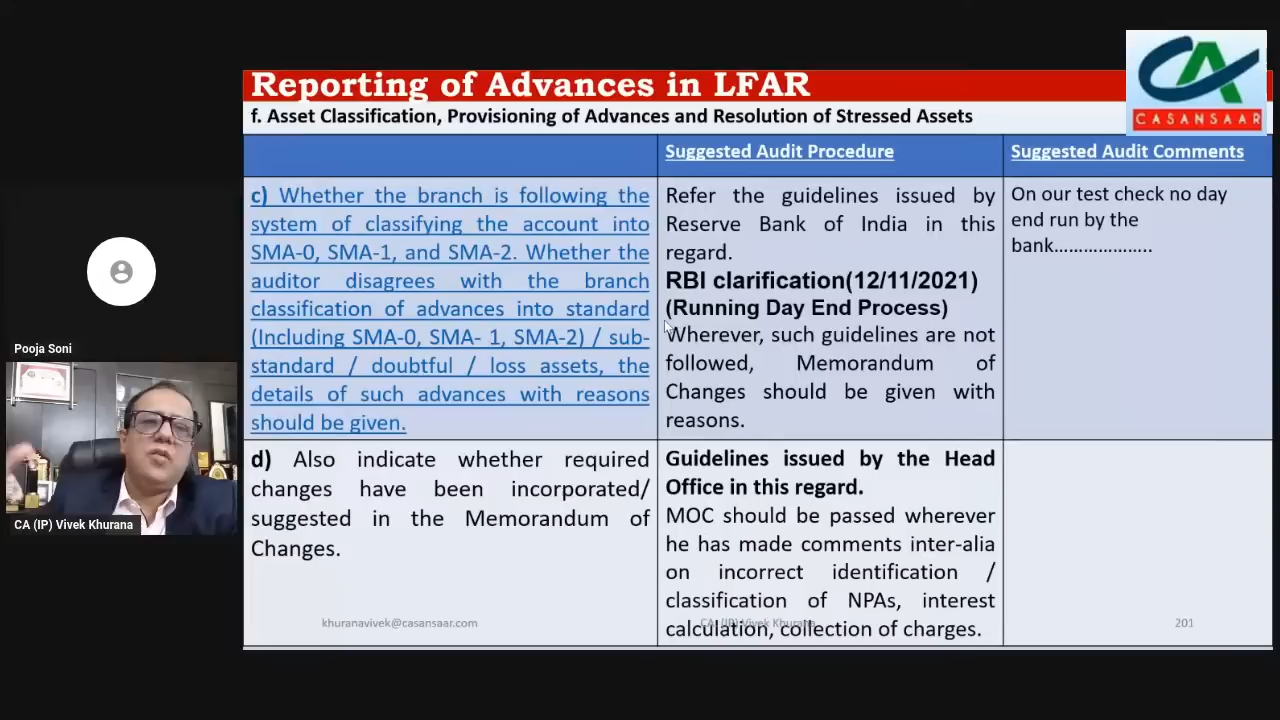 Reporting of Advances in LFAR
CA
CASANSAAR
f. Asset Classification, Provisioning of Advances and Resolution of Stressed Assets
Suggested Audit Procedure
Suggested Audit Comments
c) Whether the branch is following the
system of classifying the account into
SMA-0, SMA-1, and SMA-2. Whether the
auditor disagrees with the branch
classification of advances into standard
(Including SMA-0, SMA- 1, SMA-2) / sub-
standard / doubtful / loss assets, the
details of such advances with reasons
should be given.
Refer the guidelines issued by
Reserve Bank of India in this
regard.
RBI clarification(12/11/2021)
(Running Day End Process)
Wherever, such guidelines are not
followed, Memorandum of
Changes should be given with
reasons.
On our test check no day
end run by the
bank………………..
d) Also indicate whether required
changes have been incorporated/
suggested in the Memorandum of
Changes.
Guidelines issued by the Head
Office in this regard.
MOC should be passed wherever
he has made comments inter-alia
on incorrect identification /
classification of NPAs, interest
calculation, collection of charges.
khuranavivek@casansaar.com
CA (IP) Vivek Khurana
201
Pooja Soni
CA (IP) Vivek Khurana